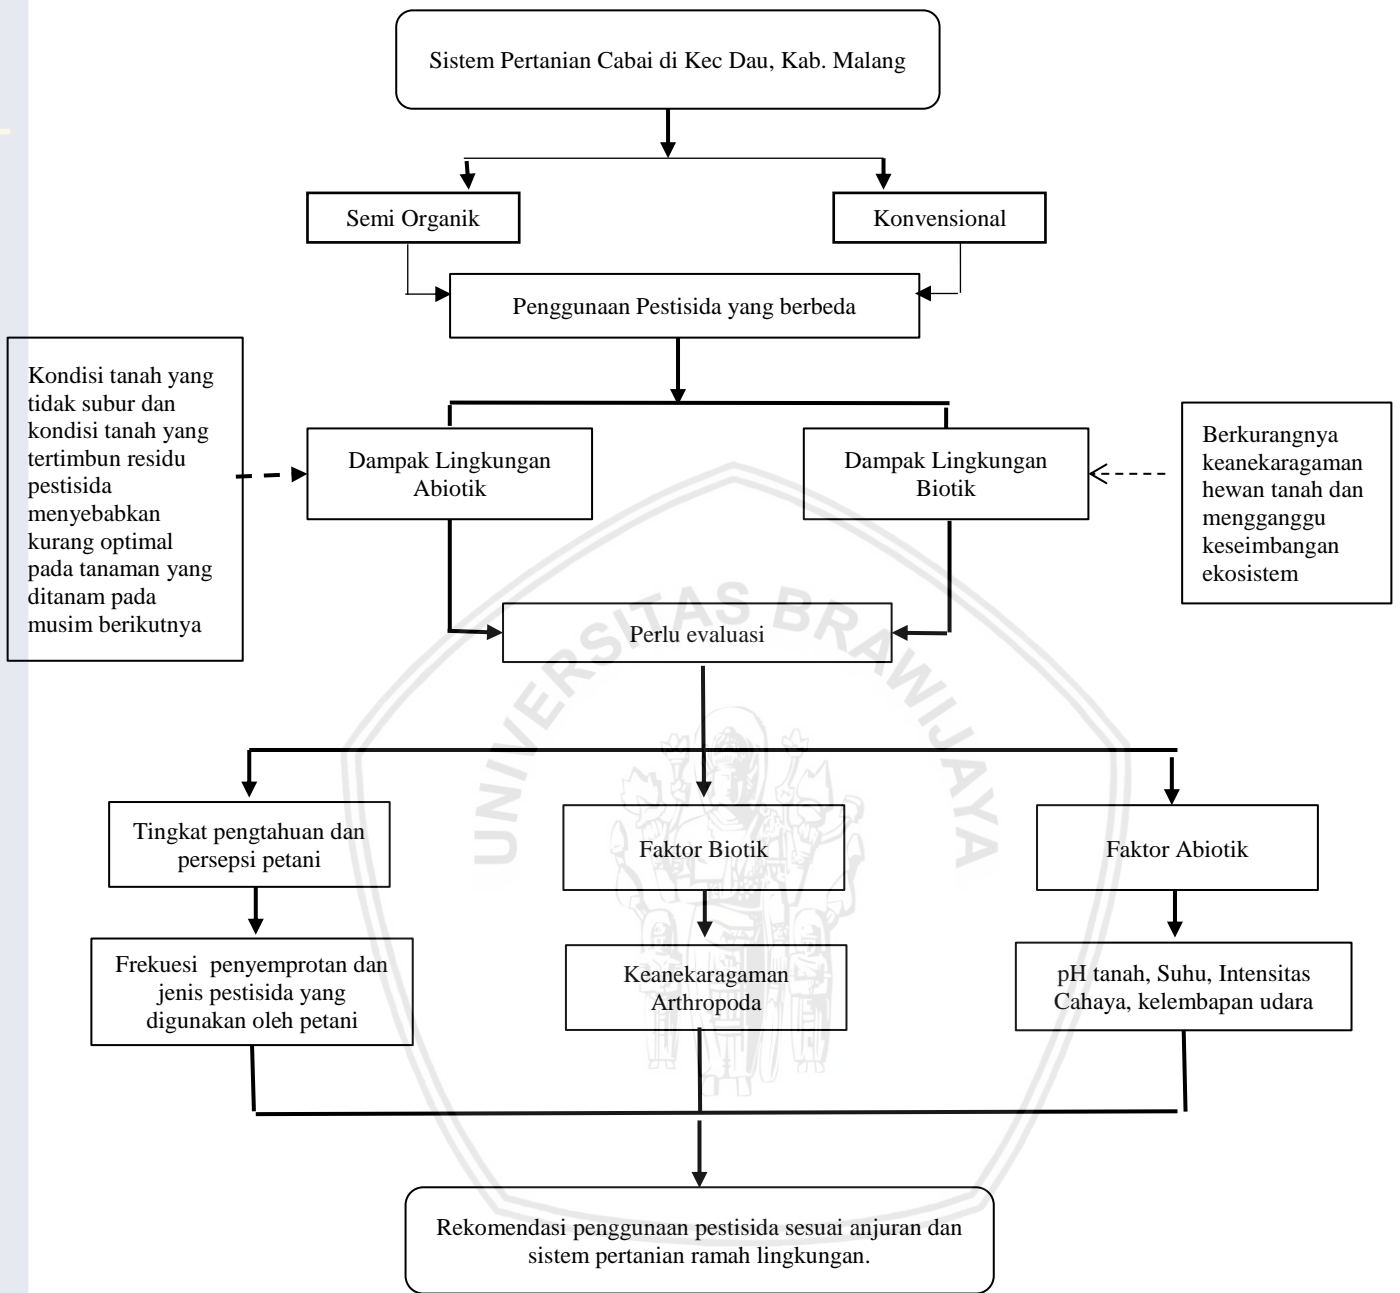 Sistem Pertanian Cabai di Kec Dau, Kab. Malang
Semi Organik
Konvensional
Penggunaan Pestisida yang berbeda
Kondisi tanah yang
tidak subur dan
kondisi tanah yang
tertimbun residu
pestisida
menyebabkan
kurang optimal
pada tanaman yang
ditanam pada
musim berikutnya
Dampak Lingkungan
Abiotik
Dampak Lingkungan
Biotik
Berkurangnya
keanekaragaman
hewan tanah dan
mengganggu
keseimbangan
ekosistem
UNIVERSITAS BRAWIJAYA
Perlu evaluasi
Tingkat pengtahuan dan
persepsi petani
Faktor Biotik
Faktor Abiotik
Frekuesi  penyemprotan dan
jenis pestisida yang
digunakan oleh petani
Keanekaragaman
Arthropoda
pH tanah, Suhu, Intensitas
Cahaya, kelembapan udara
Rekomendasi penggunaan pestisida sesuai anjuran dan
sistem pertanian ramah lingkungan.